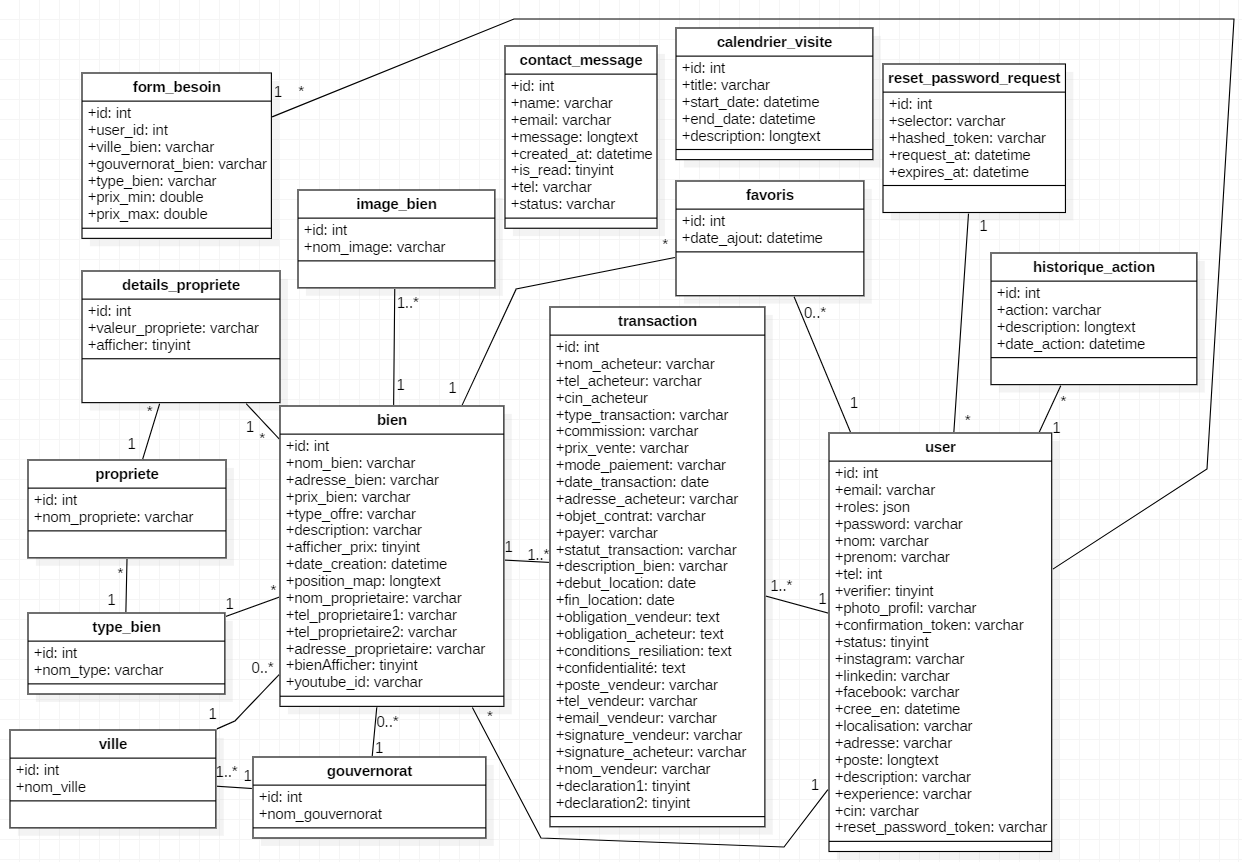 form_besoin
+id: int
+user_id: int
+ville_bien: varchar
+gouvernorat_bien: varchar
+type_bien: varchar
+prix_min: double
+prix_max: double
1 *
contact_message
+id: int
+name: varchar
+email: varchar
+message: longtext
+created_at: datetime
+is_read: tinyint
+tel: varchar
+status: varchar
calendrier_visite
+id: int
+title: varchar
+start_date: datetime
+end_date: datetime
+description: longtext
reset_password_request
+id: int
+selector: varchar
+hashed_token: varchar
+request_at: datetime
+expires_at: datetime
1
*
image_bien
+id: int
+nom_image: varchar
1..*
1
favoris
+id: int
+date_ajout: datetime
*
1
0..*
1
historique_action
+id: int
+action: varchar
+description: longtext
+date_action: datetime
*
1
details_propriete
+id: int
+valeur_propriete: varchar
+afficher: tinyint
*
1
1
*
propriete
+id: int
+nom_propriete: varchar
*
1
type_bien
+id: int
+nom_type: varchar
1
*
bien
+id: int
+nom_bien: varchar
+adresse_bien: varchar
+prix_bien: varchar
+type_offre: varchar
+description: varchar
+afficher_prix: tinyint
+date_creation: datetime
+position_map: longtext
+nom_proprietaire: varchar
+tel_proprietaire1: varchar
+tel_proprietaire2: varchar
+adresse_proprietaire: varchar
+bienAfficher: tinyint
+youtube_id: varchar
1
1..*
transaction
+id: int
+nom_acheteur: varchar
+tel_acheteur: varchar
+cin_acheteur
+type_transaction: varchar
+commission: varchar
+prix_vente: varchar
+mode_paiement: varchar
+date_transaction: date
+adresse_acheteur: varchar
+objet_contrat: varchar
+payer: varchar
+statut_transaction: varchar
+description_bien: varchar
+debut_location: date
+fin_location: date
+obligation_vendeur: text
+obligation_acheteur: text
+conditions_resiliation: text
+confidentialité: text
+poste_vendeur: varchar
+tel_vendeur: varchar
+email_vendeur: varchar
+signature_vendeur: varchar
+signature_acheteur: varchar
+nom_vendeur: varchar
+declaration1: tinyint
+declaration2: tinyint
1..*
1
user
+id: int
+email: varchar
+roles: json
+password: varchar
+nom: varchar
+prenom: varchar
+tel: int
+verifier: tinyint
+photo_profil: varchar
+confirmation_token: varchar
+status: tinyint
+instagram: varchar
+linkedin: varchar
+facebook: varchar
+cree_en: datetime
+localisation: varchar
+adresse: varchar
+poste: longtext
+description: varchar
+experience: varchar
+cin: varchar
+reset_password_token: varchar
0..*
1
ville
+id: int
+nom_ville
1..* 1
0..*
1
gouvernorat
+id: int
+nom_gouvernorat
*
1